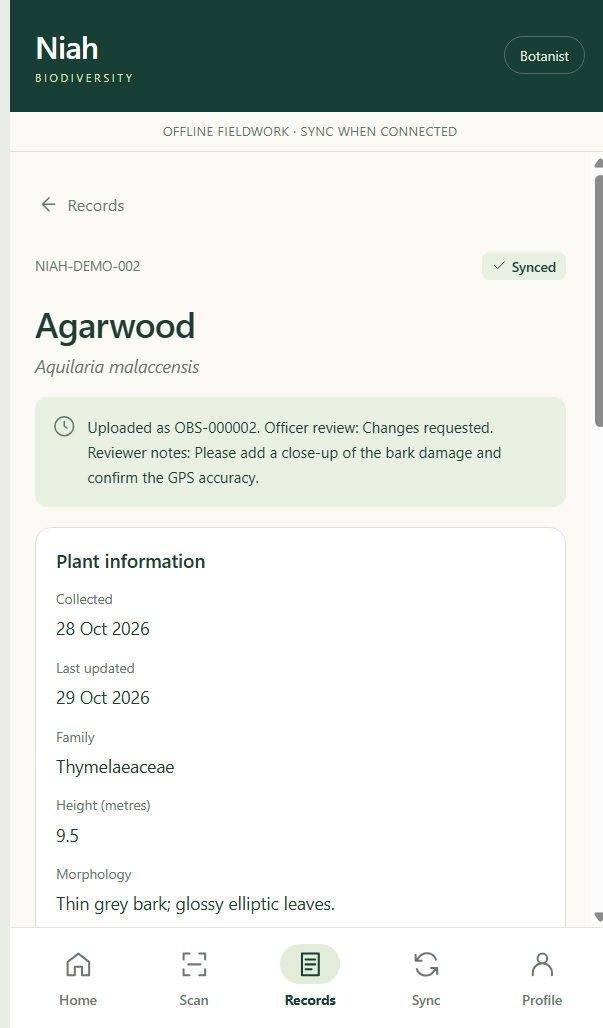 Niah
BIODIVERSITY
Botanist
OFFLINE FIELDWORK · SYNC WHEN CONNECTED
Records
NIAH-DEMO-002
Synced
Agarwood
Aquilaria malaccensis
Uploaded as OBS-000002. Officer review: Changes requested.
Reviewer notes: Please add a close-up of the bark damage and
confirm the GPS accuracy.
Plant information
Collected
28 Oct 2026
Last updated
29 Oct 2026
Family
Thymelaeaceae
Height (metres)
9.5
Morphology
Thin grey bark; glossy elliptic leaves.
Home
Scan
Records
Sync
Profile